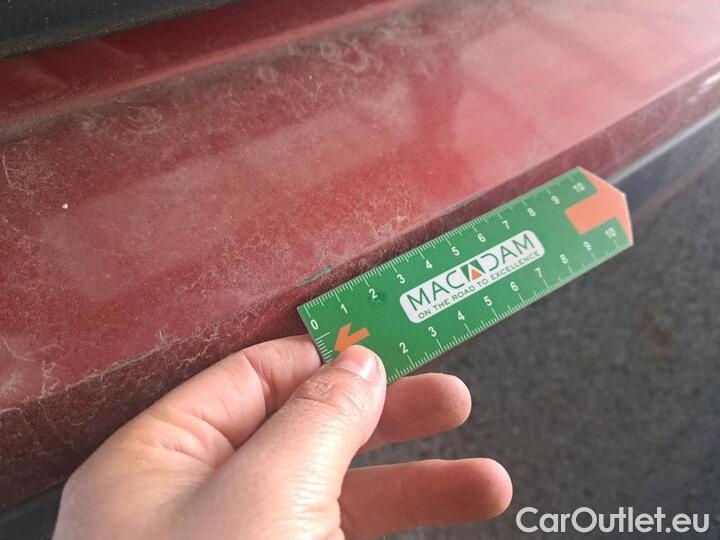 0 1 2 3 4 5 6 7 8 9 10
MACADAM
ON THE ROAD TO EXCELLENCE
2 3 4 5 6 7 8 9 10
CarOutlet.eu